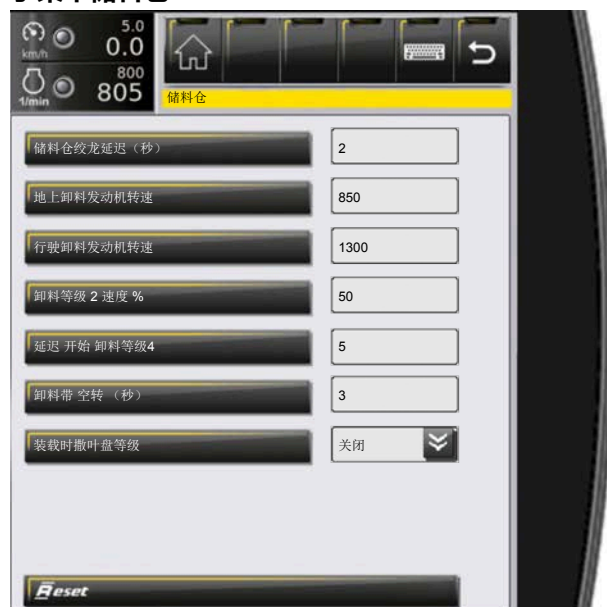 5.0
km/h 0.0
800
1/min 805
储料仓
储料仓绞龙延迟（秒） 2
地上卸料发动机转速 850
行驶卸料发动机转速 1300
卸料等级 2 速度 % 50
延迟 开始 卸料等级4 5
卸料带 空转 （秒） 3
装载时撒叶盘等级 关闭
Reset